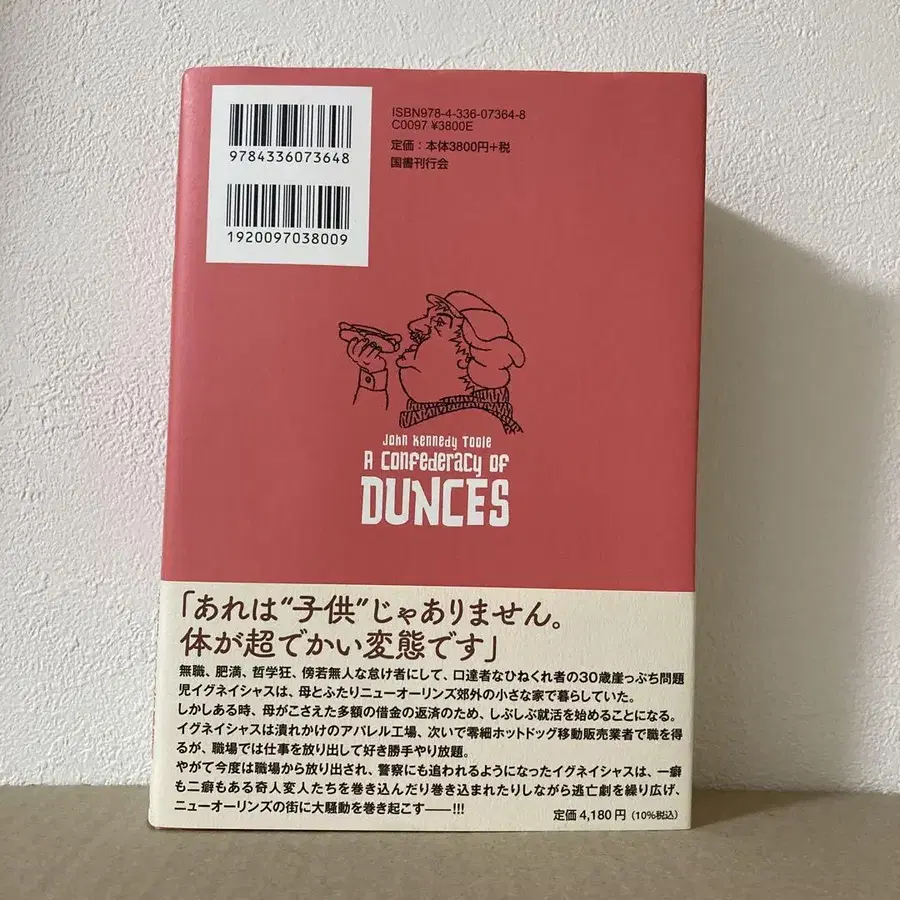 9784336073648
1920097038009
ISBN978-4-336-07364-8
C0097 ¥3800E
定価:本体3800円+税
国書刊行会
John Kennedy Toole
A Confederacy of
DUNCES
「あれは“子供”じゃありません。
体が超でかい変態です」
無職、肥満、哲学狂、傍若無人な怠け者にして、口達者なひねくれ者の30歳崖っぷち問題
児イグネイシャスは、母とふたりニューオーリンズ郊外の小さな家で暮らしていた。
しかしある時、母がこさえた多額の借金の返済のため、しぶしぶ就活を始めることになる。
イグネイシャスは潰れかけのアパレル工場、次いで零細ホットドッグ移動販売業者で職を得
るが、職場では仕事を放り出して好き勝手やり放題。
やがて今度は職場から放り出され、警察にも追われるようになったイグネイシャスは、一癖
も二癖もある奇人変人たちを巻き込んだり巻き込まれたりしながら逃亡劇を繰り広げ、
ニューオーリンズの街に大騒動を巻き起こす——!!!
定価4,180円(10%税込)